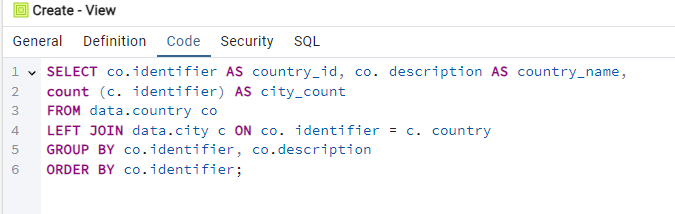 Create - View
General Definition Code Security SQL
1 SELECT co.identifier AS country_id, co. description AS country_name,
2 count (c. identifier) AS city_count
3 FROM data.country co
4 LEFT JOIN data.city c ON co. identifier = c. country
5 GROUP BY co.identifier, co.description
6 ORDER BY co.identifier;